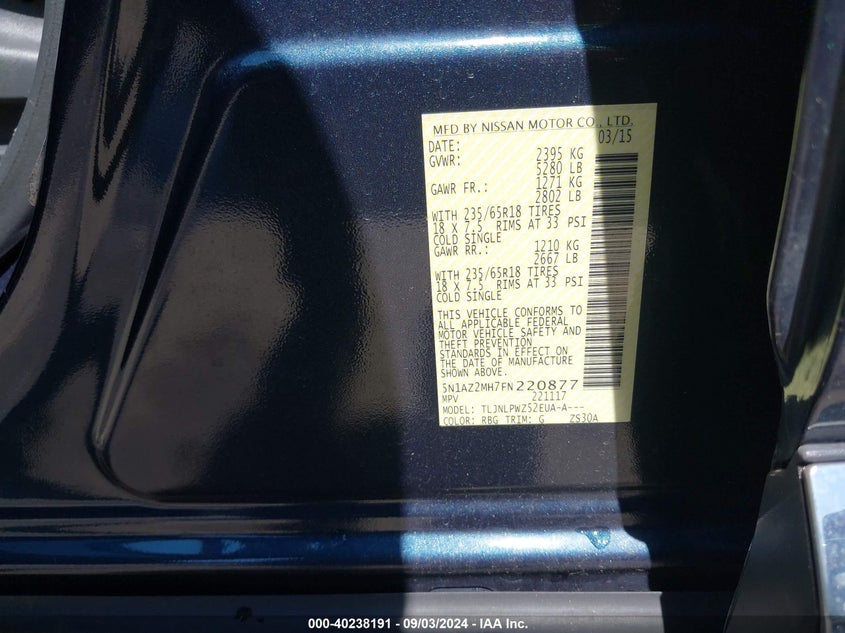 MFD BY NISSAN MOTOR CO., LTD.
DATE: 03/15
GVWR: 2395 KG
5280 LB
GAWR FR.: 1271 KG
2802 LB
WITH 235/65R18 TIRES
18 X 7.5 RIMS AT 33 PSI
COLD SINGLE
GAWR RR.: 1210 KG
2667 LB
WITH 235/65R18 TIRES
18 X 7.5 RIMS AT 33 PSI
COLD SINGLE
THIS VEHICLE CONFORMS TO
ALL APPLICABLE FEDERAL
MOTOR VEHICLE SAFETY AND
THEFT PREVENTION
STANDARDS IN EFFECT ON
THE DATE OF MANUFACTURE
SHOWN ABOVE.
5N1AZ2MH7FN220877
MPV 221117
MODEL: TLJNLPWZ52EUA-A---
COLOR: RBG TRIM: G ZS30A
000-40238191 - 09/03/2024 - IAA Inc.